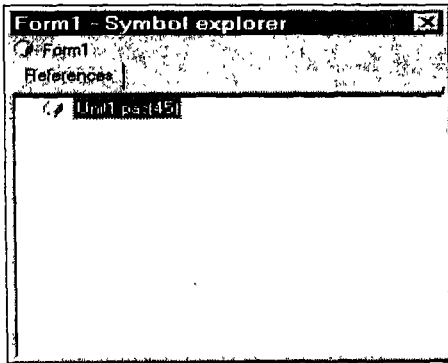 Form1 - Symbol explorer
Form1
References
Unit1.pas(45)